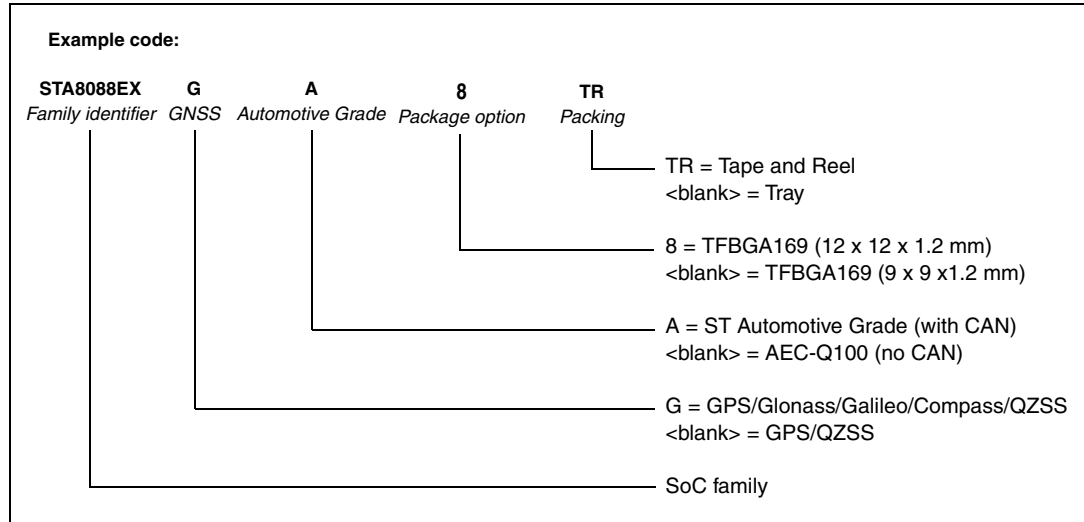 Example code:
STA8088EX G A 8 TR
Family identifier GNSS Automotive Grade Package option Packing
TR = Tape and Reel
<blank> = Tray
8 = TFBGA169 (12 x 12 x 1.2 mm)
<blank> = TFBGA169 (9 x 9 x1.2 mm)
A = ST Automotive Grade (with CAN)
<blank> = AEC-Q100 (no CAN)
G = GPS/Glonass/Galileo/Compass/QZSS
<blank> = GPS/QZSS
SoC family